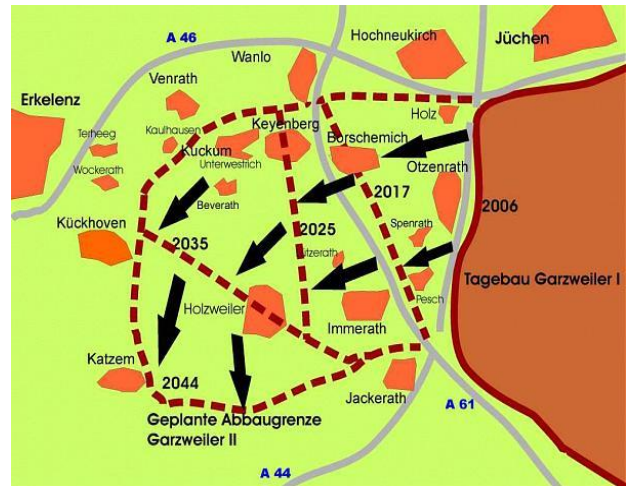 Hochneukirch
Jüchen
A 46
Wanlo
Venrath
Erkelenz
Holz
Terheeg
Kaulhausen
Keyenberg
Borschemich
Kuckum
Unterwestrich
Otzenrath
Wockerath
Beverath
2017
2006
Kückhoven
2035
2025
Spenrath
Tagebau Garzweiler I
Pesch
Holzweiler
Immerath
Katzem
2044
Jackerath
A 61
Geplante Abbaugrenze
Garzweiler II
A 44